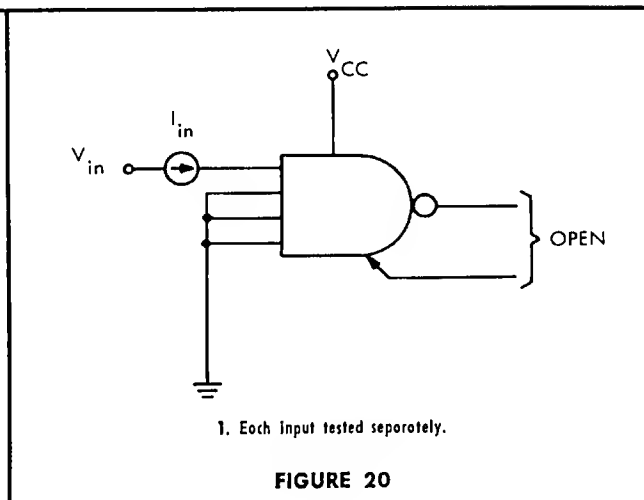 V CC
I in
V in
OPEN
1. Each input tested separately.
FIGURE 20